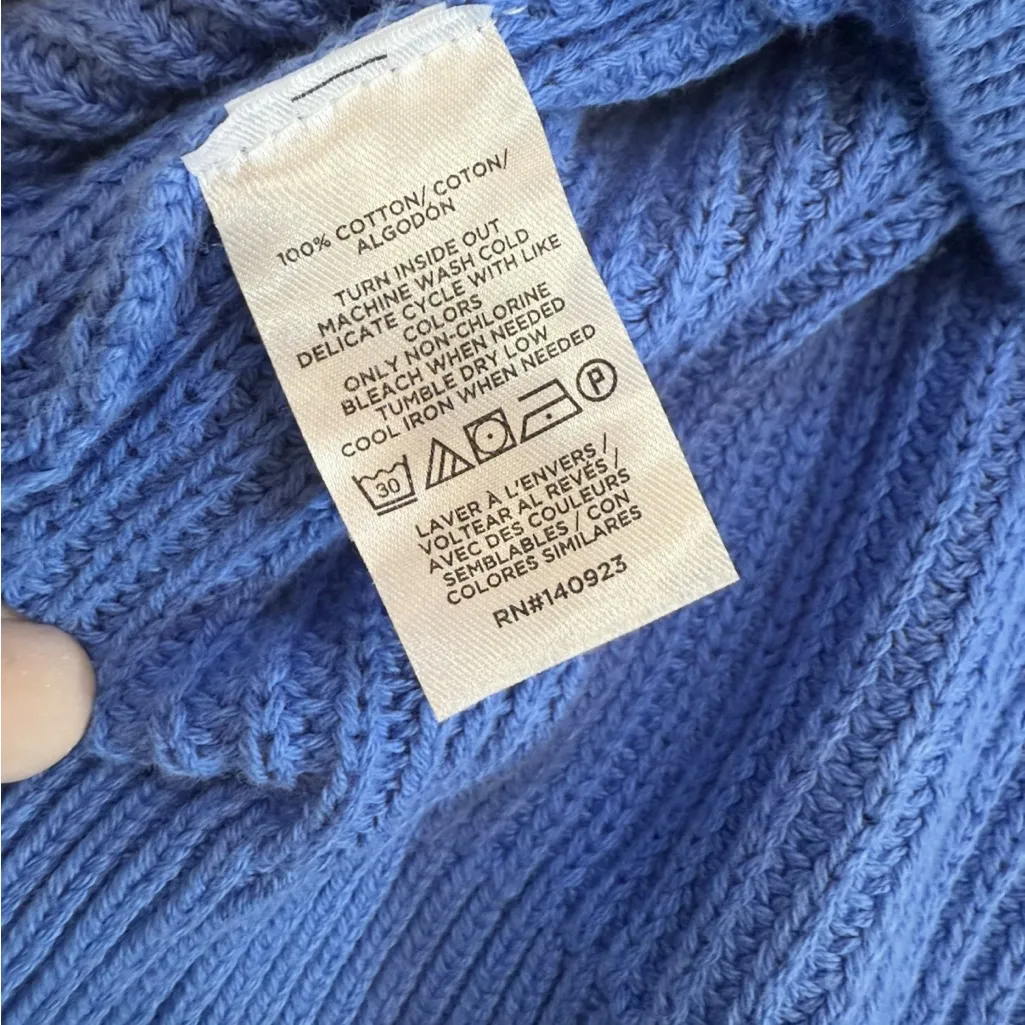 100% COTTON/ COTON/
ALGODÓN
TURN INSIDE OUT
MACHINE WASH COLD
DELICATE CYCLE WITH LIKE
COLORS
ONLY NON-CHLORINE
BLEACH WHEN NEEDED
TUMBLE DRY LOW
COOL IRON WHEN NEEDED
30 P
LAVER À L'ENVERS /
VOLTEAR AL REVÉS /
AVEC DES COULEURS
SEMBLABLES / CON
COLORES SIMILARES
RN#140923